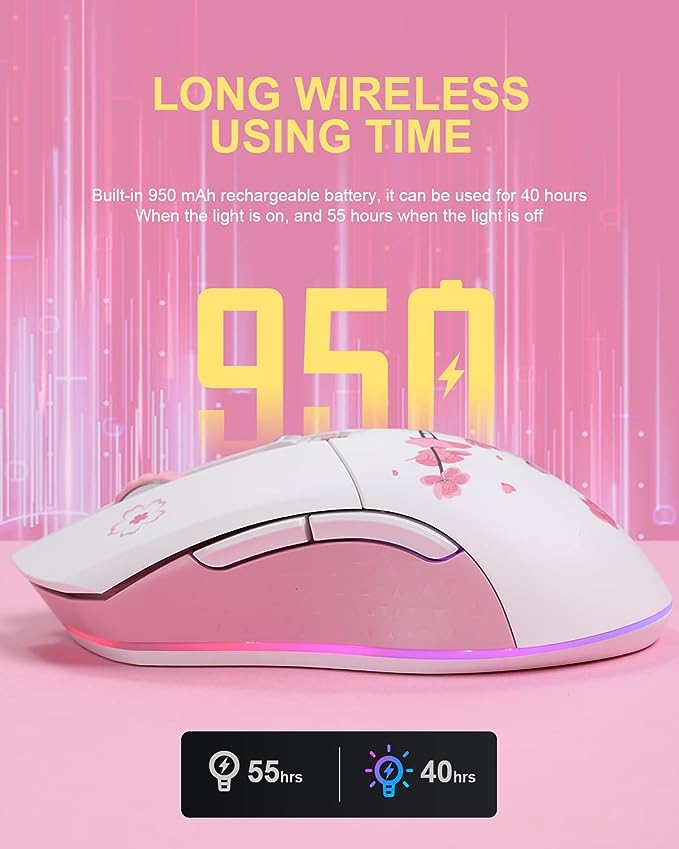 LONG WIRELESS
USING TIME
Built-in 950 mAh rechargeable battery, it can be used for 40 hours
When the light is on, and 55 hours when the light is off
950
55hrs
40hrs